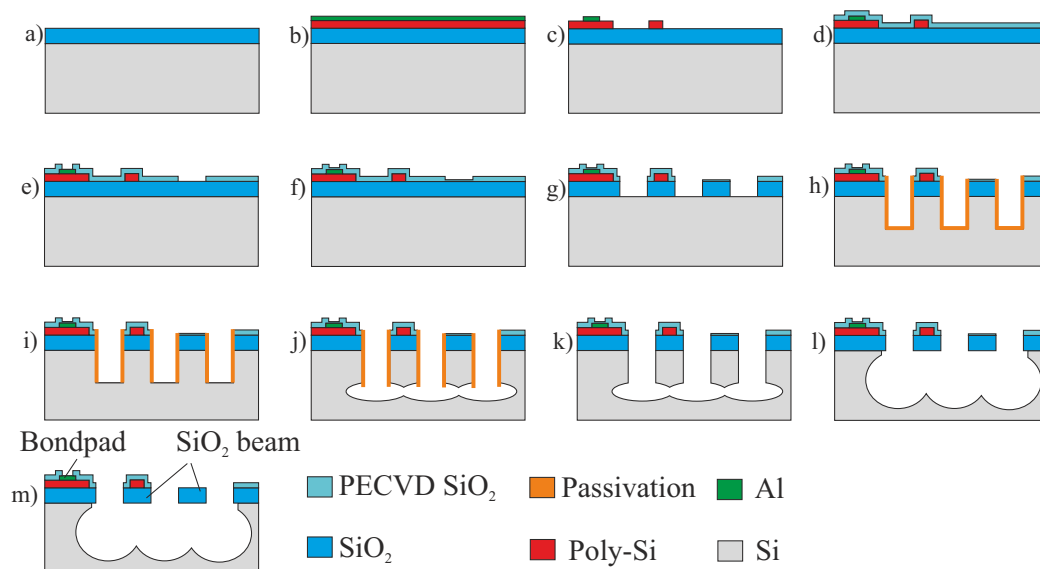 a)
b)
c)
d)
e)
f)
g)
h)
i)
j)
k)
l)
Bondpad
SiO₂ beam
m)
PECVD SiO₂
Passivation
Al
SiO₂
Poly-Si
Si